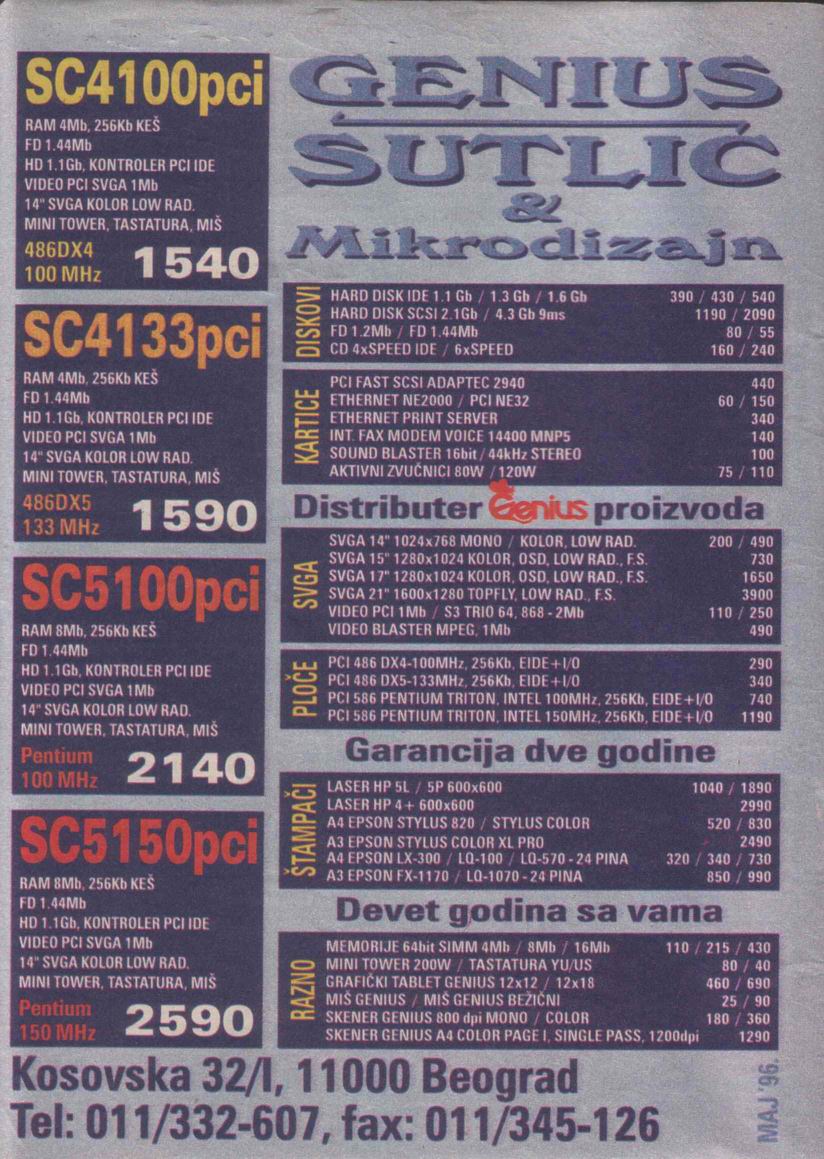 SC4100pci
RAM 4Mb, 256Kb KEŠ
FD 1.44Mb
HD 1.1Gb, KONTROLER PCI IDE
VIDEO PCI SVGA 1Mb
14" SVGA KOLOR LOW RAD.
MINI TOWER, TASTATURA, MIŠ
486DX4
100 MHz
1540
SC4133pci
RAM 4Mb, 256Kb KEŠ
FD 1.44Mb
HD 1.1Gb, KONTROLER PCI IDE
VIDEO PCI SVGA 1Mb
14" SVGA KOLOR LOW RAD.
MINI TOWER, TASTATURA, MIŠ
486DX5
133 MHz
1590
SC5100pci
RAM 8Mb, 256Kb KEŠ
FD 1.44Mb
HD 1.1Gb, KONTROLER PCI IDE
VIDEO PCI SVGA 1Mb
14" SVGA KOLOR LOW RAD.
MINI TOWER, TASTATURA, MIŠ
Pentium
100 MHz
2140
SC5150pci
RAM 8Mb, 256Kb KEŠ
FD 1.44Mb
HD 1.1Gb, KONTROLER PCI IDE
VIDEO PCI SVGA 1Mb
14" SVGA KOLOR LOW RAD.
MINI TOWER, TASTATURA, MIŠ
Pentium
150 MHz
2590
GENIUS
SUTLIĆ
&
Mikrodizajn
DISKOVI
HARD DISK IDE 1.1 Gb / 1.3 Gb / 1.6 Gb 390 / 430 / 540
HARD DISK SCSI 2.1Gb / 4.3 Gb 9ms 1190 / 2090
FD 1.2Mb / FD 1.44Mb 80 / 55
CD 4xSPEED IDE / 6xSPEED 160 / 240
KARTICE
PCI FAST SCSI ADAPTEC 2940 440
ETHERNET NE2000 / PCI NE32 60 / 150
ETHERNET PRINT SERVER 340
INT. FAX MODEM VOICE 14400 MNP5 140
SOUND BLASTER 16bit / 44kHz STEREO 100
AKTIVNI ZVUČNICI 80W / 120W 75 / 110
Distributer Genius proizvoda
SVGA
SVGA 14" 1024x768 MONO / KOLOR, LOW RAD. 200 / 490
SVGA 15" 1280x1024 KOLOR, OSD, LOW RAD., F.S. 730
SVGA 17" 1280x1024 KOLOR, OSD, LOW RAD., F.S. 1650
SVGA 21" 1600x1280 TOPFLY, LOW RAD., F.S. 3900
VIDEO PCI 1Mb / S3 TRIO 64, 868 - 2Mb 110 / 250
VIDEO BLASTER MPEG, 1Mb 490
PLOČE
PCI 486 DX4-100MHz, 256Kb, EIDE+I/O 290
PCI 486 DX5-133MHz, 256Kb, EIDE+I/O 340
PCI 586 PENTIUM TRITON, INTEL 100MHz, 256Kb, EIDE+I/O 740
PCI 586 PENTIUM TRITON, INTEL 150MHz, 256Kb, EIDE+I/O 1190
Garancija dve godine
ŠTAMPAČI
LASER HP 5L / 5P 600x600 1040 / 1890
LASER HP 4+ 600x600 2990
A4 EPSON STYLUS 820 / STYLUS COLOR 520 / 830
A3 EPSON STYLUS COLOR XL PRO 2490
A4 EPSON LX-300 / LQ-100 / LQ-570 - 24 PINA 320 / 340 / 730
A3 EPSON FX-1170 / LQ-1070 - 24 PINA 850 / 990
Devet godina sa vama
RAZNO
MEMORIJE 64bit SIMM 4Mb / 8Mb / 16Mb 110 / 215 / 430
MINI TOWER 200W / TASTATURA YU/US 80 / 40
GRAFIČKI TABLET GENIUS 12x12 / 12x18 460 / 690
MIŠ GENIUS / MIŠ GENIUS BEŽIČNI 25 / 90
SKENER GENIUS 800 dpi MONO / COLOR 180 / 360
SKENER GENIUS A4 COLOR PAGE I, SINGLE PASS, 1200dpi 1290
Kosovska 32/I, 11000 Beograd
Tel: 011/332-607, fax: 011/345-126
MAJ '96.